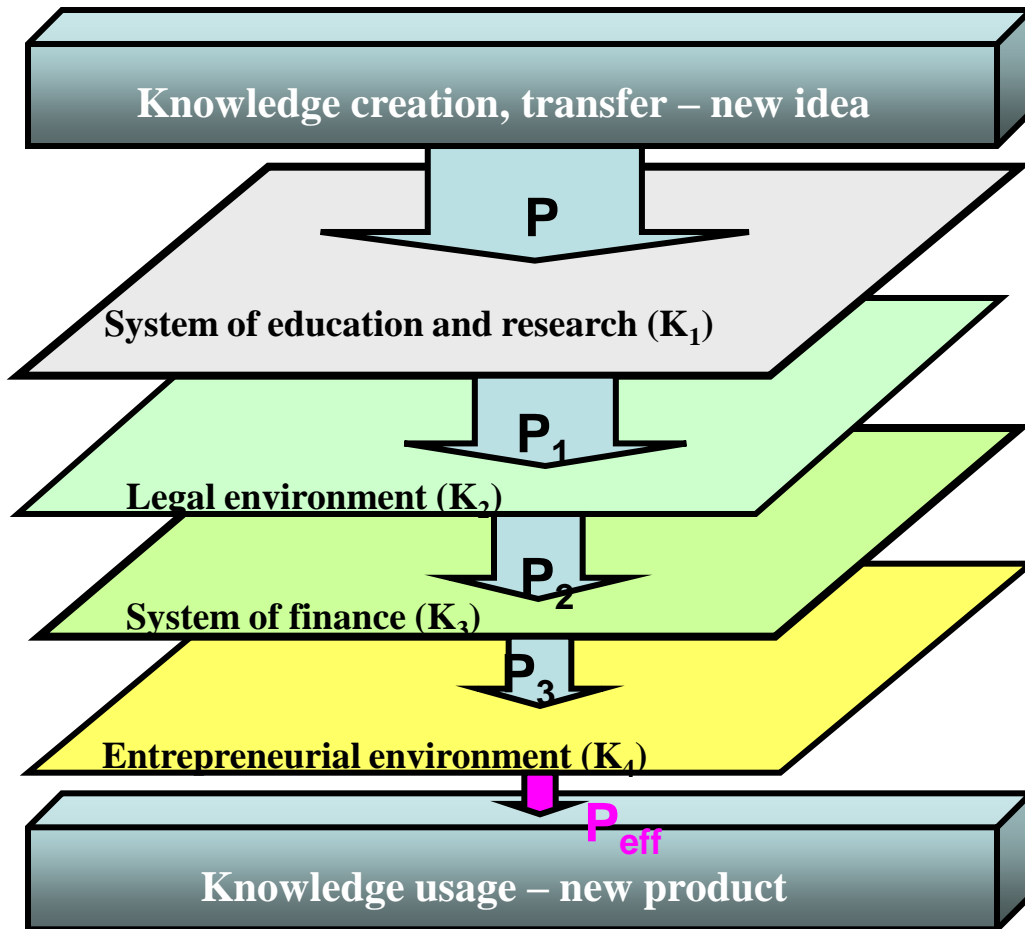 Knowledge creation, transfer – new idea
P
System of education and research (K₁)
P₁
Legal environment (K₂)
P₂
System of finance (K₃)
P₃
Entrepreneurial environment (K₄)
Peff
Knowledge usage – new product